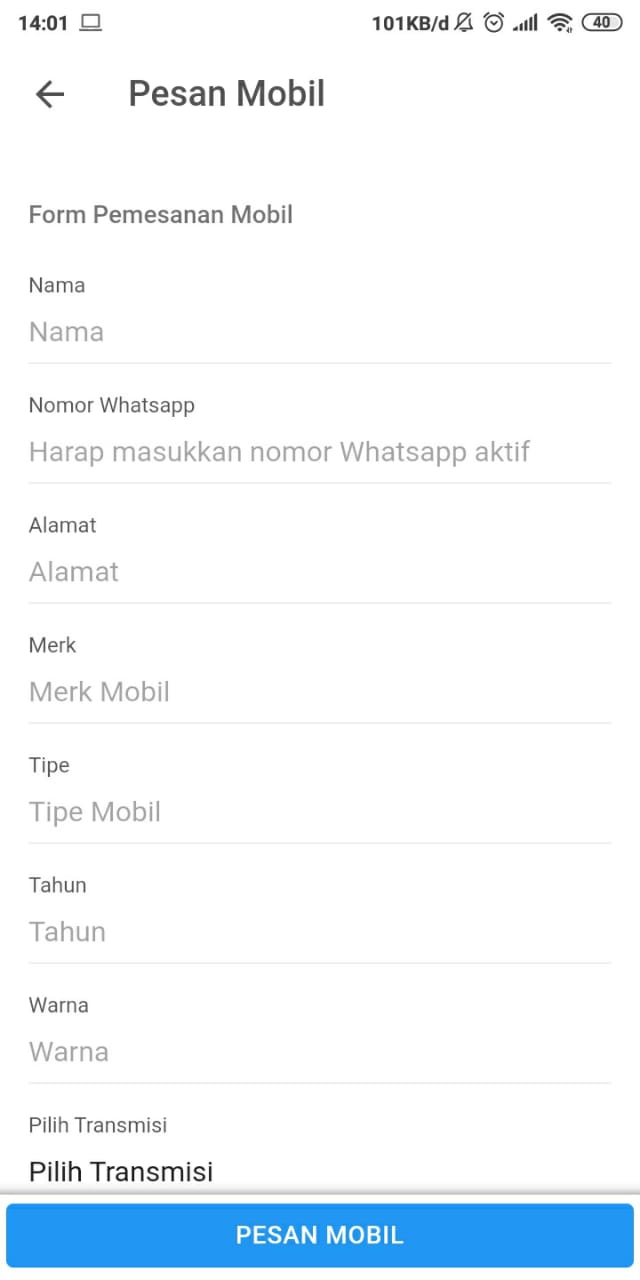 14:01 101KB/d 40
Pesan Mobil
Form Pemesanan Mobil
Nama
Nama
Nomor Whatsapp
Harap masukkan nomor Whatsapp aktif
Alamat
Alamat
Merk
Merk Mobil
Tipe
Tipe Mobil
Tahun
Tahun
Warna
Warna
Pilih Transmisi
Pilih Transmisi
PESAN MOBIL